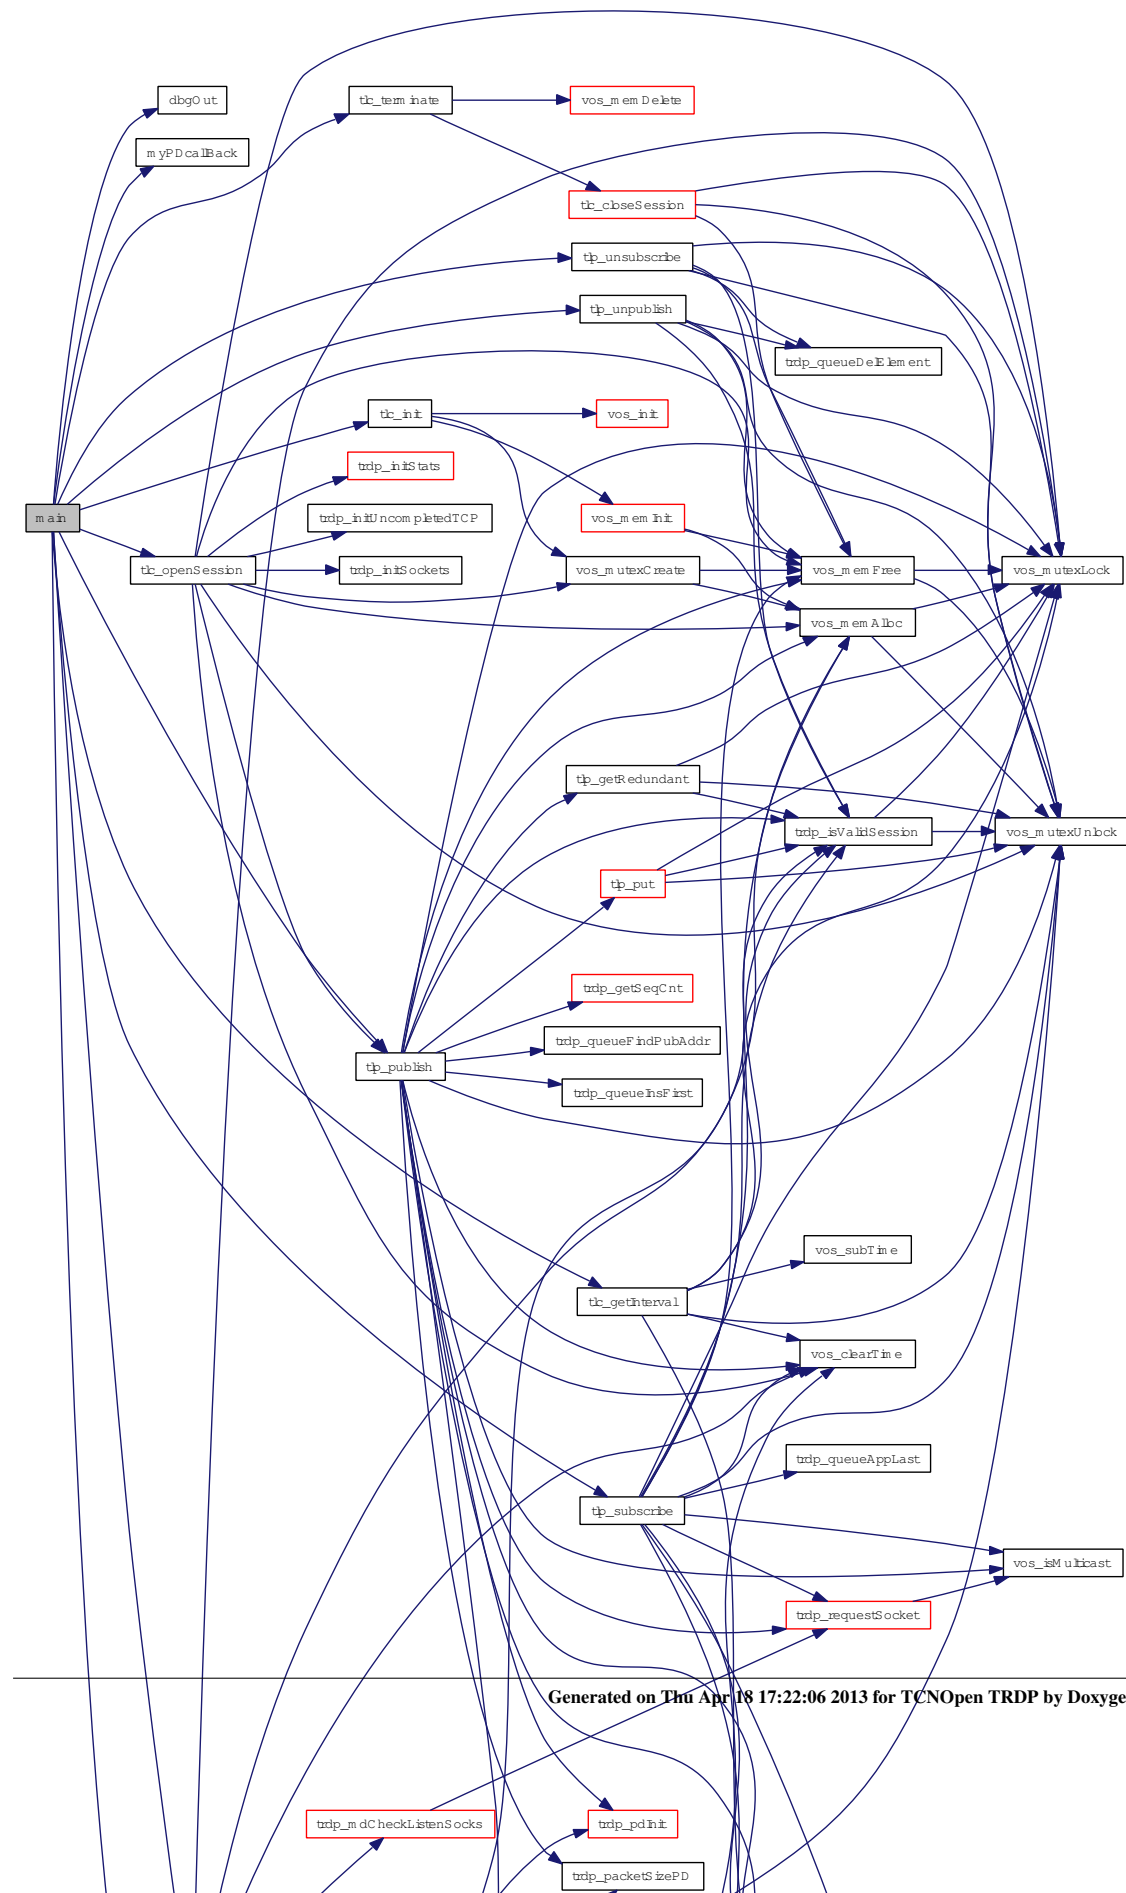 dbgOut
tlc_terminate
vos_memDelete
myPDcallBack
tlc_closeSession
tlp_unsubscribe
tlp_unpublish
trdp_queueDelElement
tlc_init
vos_init
trdp_initStats
main
trdp_initUncompletedTCP
vos_memInit
tlc_openSession
trdp_initSockets
vos_mutexCreate
vos_memFree
vos_mutexLock
vos_memAlloc
tlp_getRedundant
trdp_isValidSession
vos_mutexUnlock
tlp_put
trdp_getSeqCnt
trdp_queueFindPubAddr
tlp_publish
trdp_queueInsFirst
vos_subTime
tlc_getInterval
vos_clearTime
trdp_queueAppLast
tlp_subscribe
vos_isMulticast
trdp_requestSocket
Generated on Thu Apr 18 17:22:06 2013 for TCNOpen TRDP by Doxyge
trdp_mdCheckListenSocks
trdp_pdInit
trdp_packetSizePD